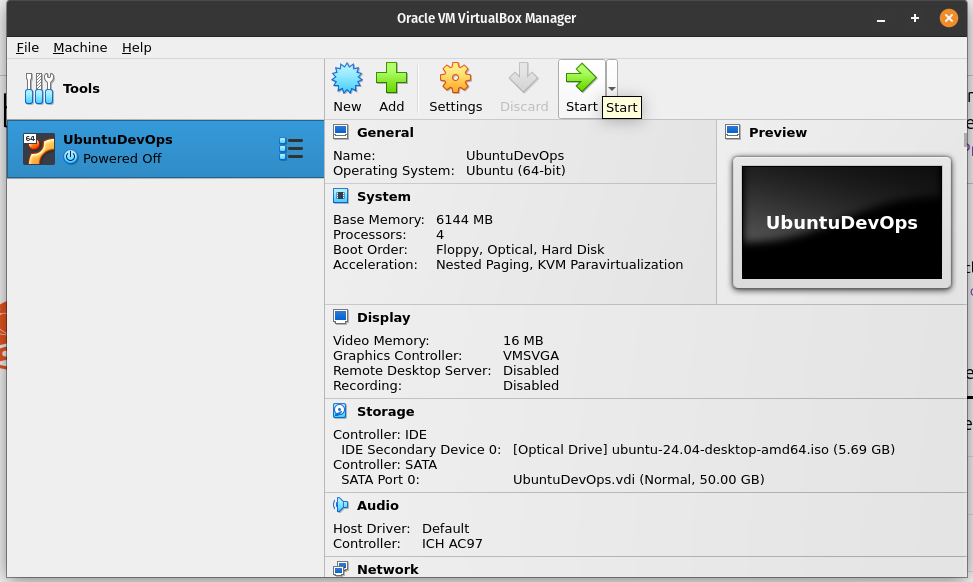 Oracle VM VirtualBox Manager
File Machine Help
Tools
New Add Settings Discard Start
Start
64
UbuntuDevOps
Powered Off
General
Name: UbuntuDevOps
Operating System: Ubuntu (64-bit)
Preview
UbuntuDevOps
System
Base Memory: 6144 MB
Processors: 4
Boot Order: Floppy, Optical, Hard Disk
Acceleration: Nested Paging, KVM Paravirtualization
Display
Video Memory: 16 MB
Graphics Controller: VMSVGA
Remote Desktop Server: Disabled
Recording: Disabled
Storage
Controller: IDE
IDE Secondary Device 0: [Optical Drive] ubuntu-24.04-desktop-amd64.iso (5.69 GB)
Controller: SATA
SATA Port 0: UbuntuDevOps.vdi (Normal, 50.00 GB)
Audio
Host Driver: Default
Controller: ICH AC97
Network